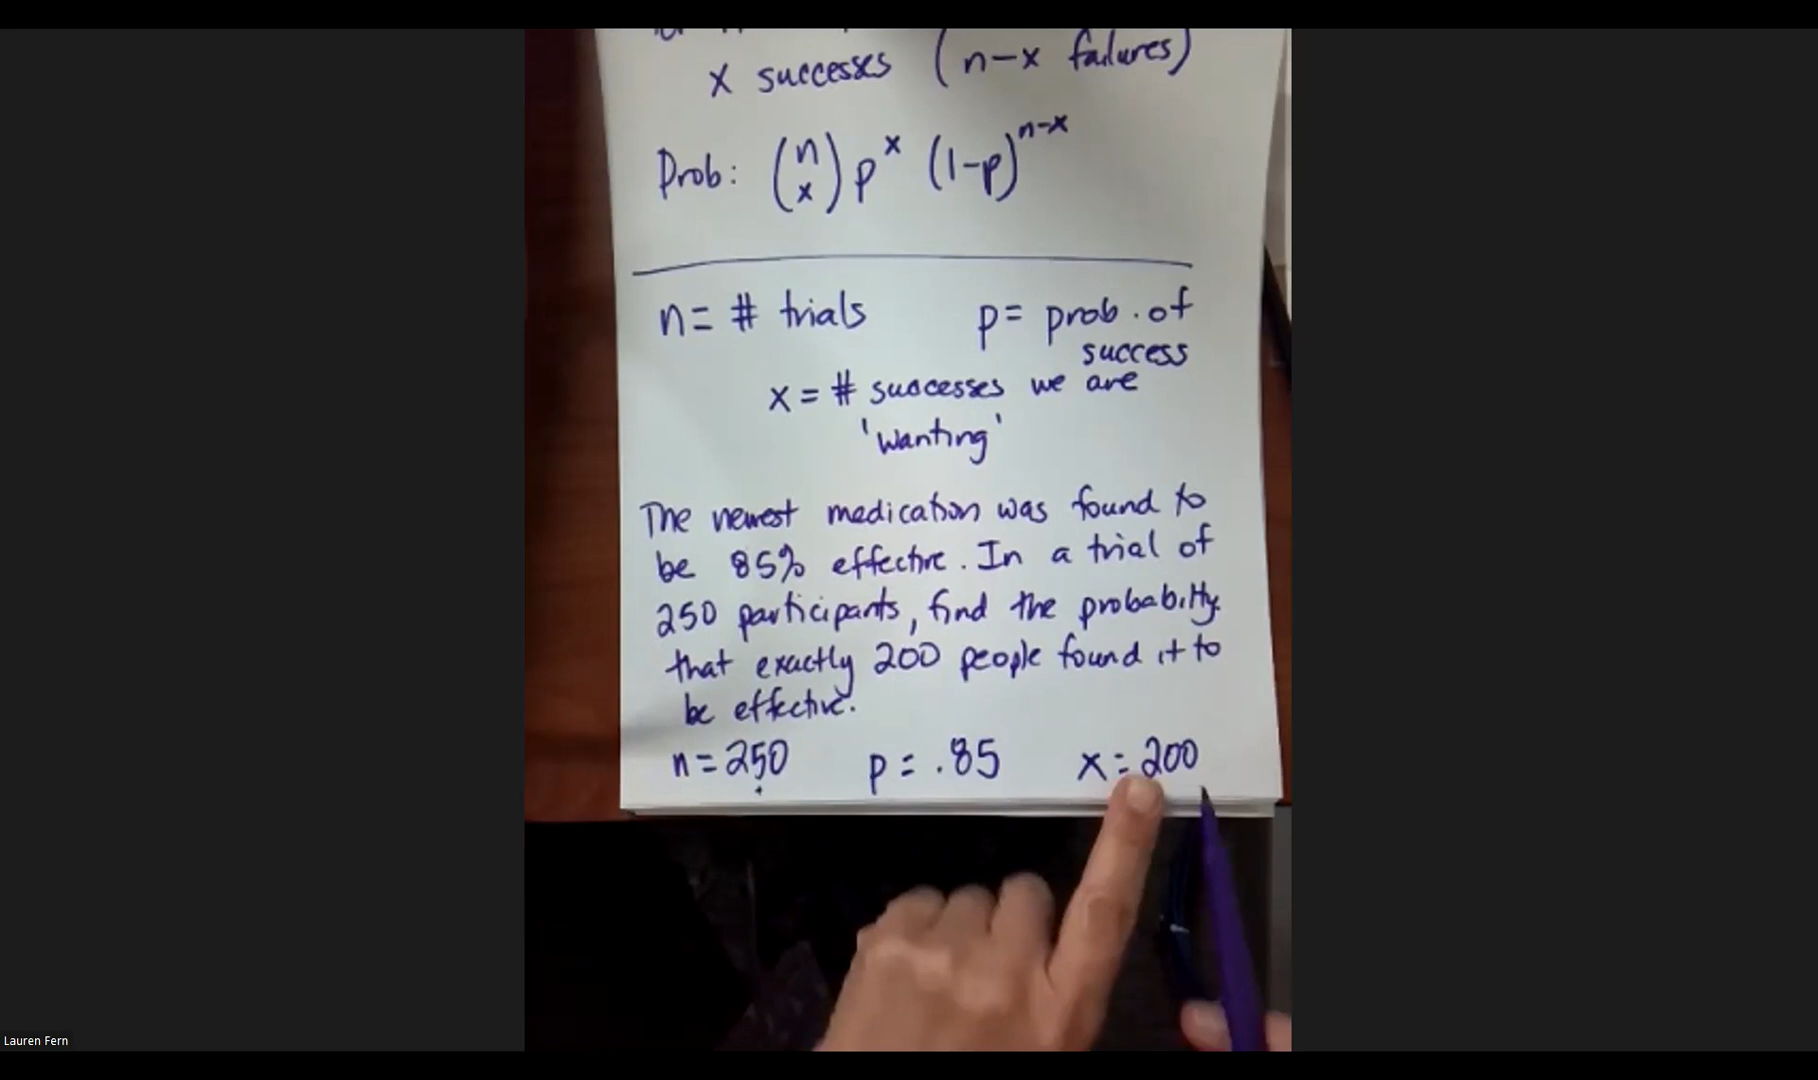 x successes (n-x failures)
Prob: (n x) p^x (1-p)^n-x
n= # trials p= prob. of
success
x = # successes we are
'wanting'
The newest medication was found to
be 85% effective. In a trial of
250 participants, find the probability
that exactly 200 people found it to
be effective.
n=250 p = .85 x=200
Lauren Fern